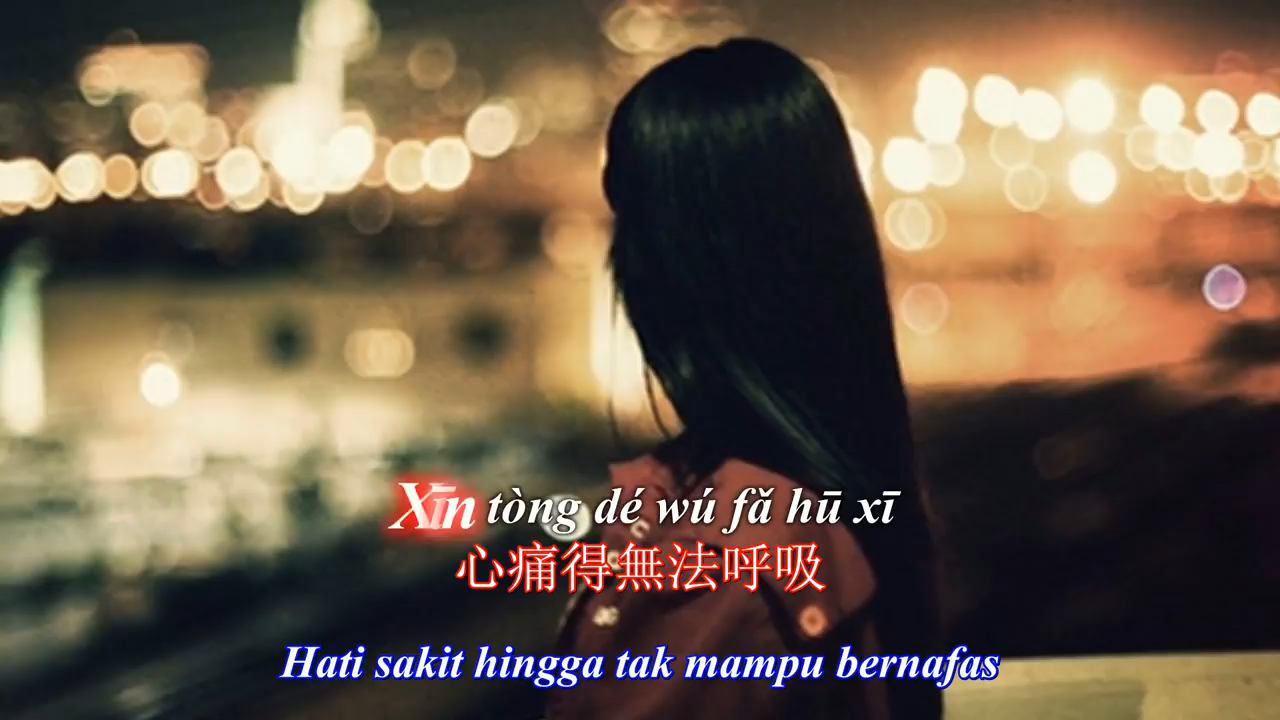 Xīn tòng dé wú fǎ hū xī
心痛得無法呼吸
Hati sakit hingga tak mampu bernafas